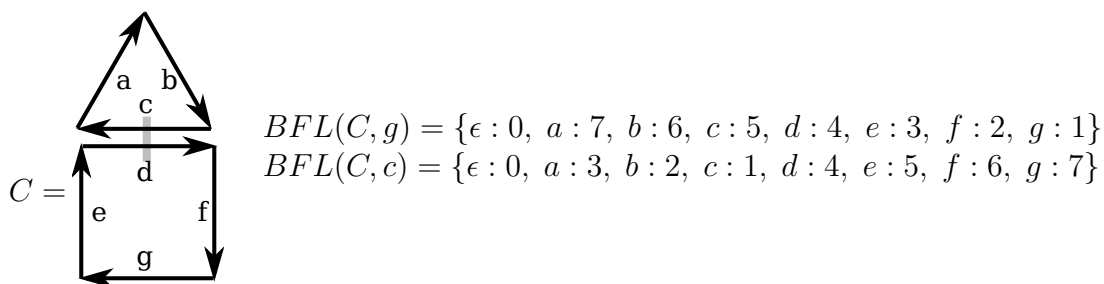 a b
c
d
C = e f
g
BFL(C, g) = {ϵ : 0, a : 7, b : 6, c : 5, d : 4, e : 3, f : 2, g : 1}
BFL(C, c) = {ϵ : 0, a : 3, b : 2, c : 1, d : 4, e : 5, f : 6, g : 7}